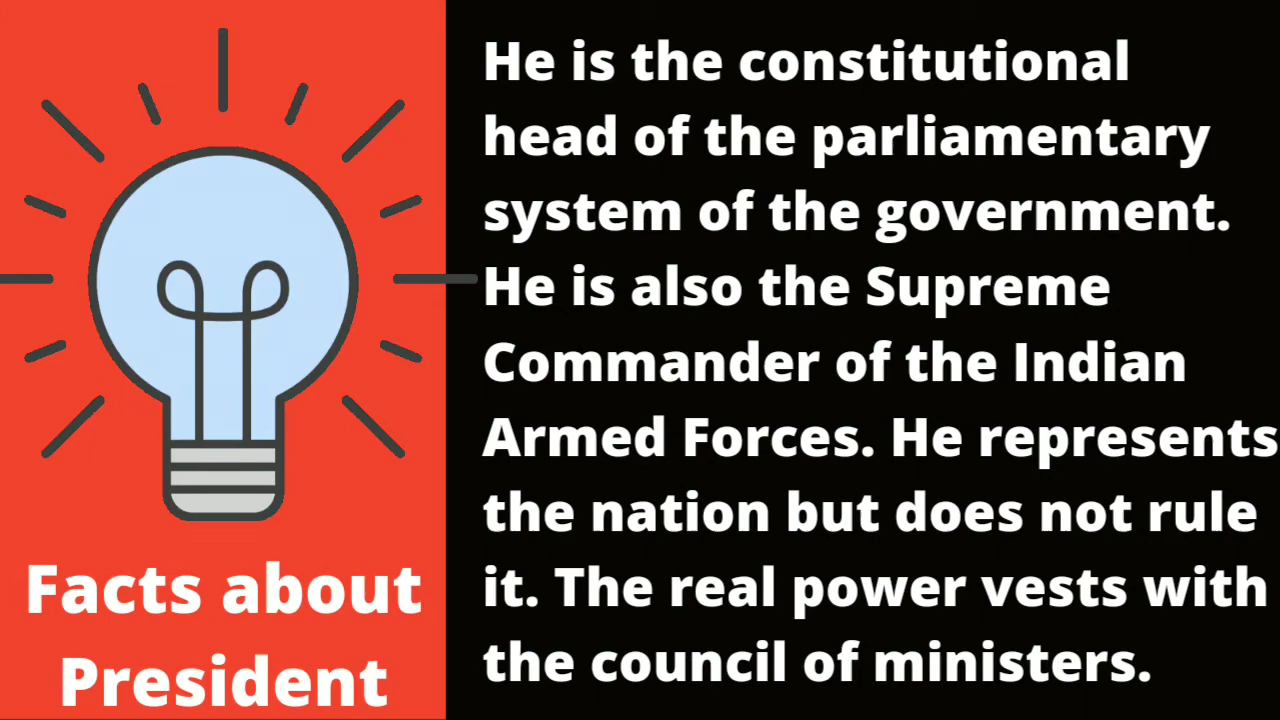 Facts about
President
He is the constitutional
head of the parliamentary
system of the government.
He is also the Supreme
Commander of the Indian
Armed Forces. He represents
the nation but does not rule
it. The real power vests with
the council of ministers.